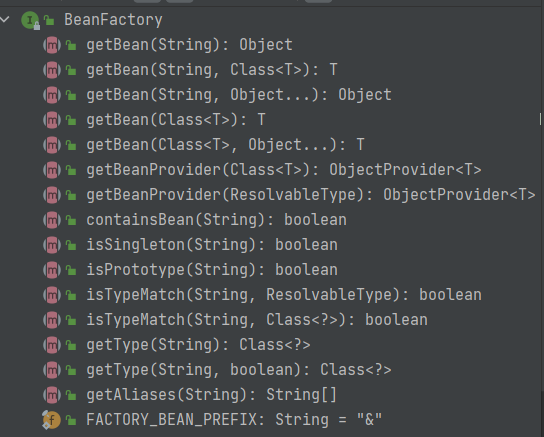 BeanFactory
getBean(String): Object
getBean(String, Class<T>): T
getBean(String, Object...): Object
getBean(Class<T>): T
getBean(Class<T>, Object...): T
getBeanProvider(Class<T>): ObjectProvider<T>
getBeanProvider(ResolvableType): ObjectProvider<T>
containsBean(String): boolean
isSingleton(String): boolean
isPrototype(String): boolean
isTypeMatch(String, ResolvableType): boolean
isTypeMatch(String, Class<?>): boolean
getType(String): Class<?>
getType(String, boolean): Class<?>
getAliases(String): String[]
FACTORY_BEAN_PREFIX: String = "&"